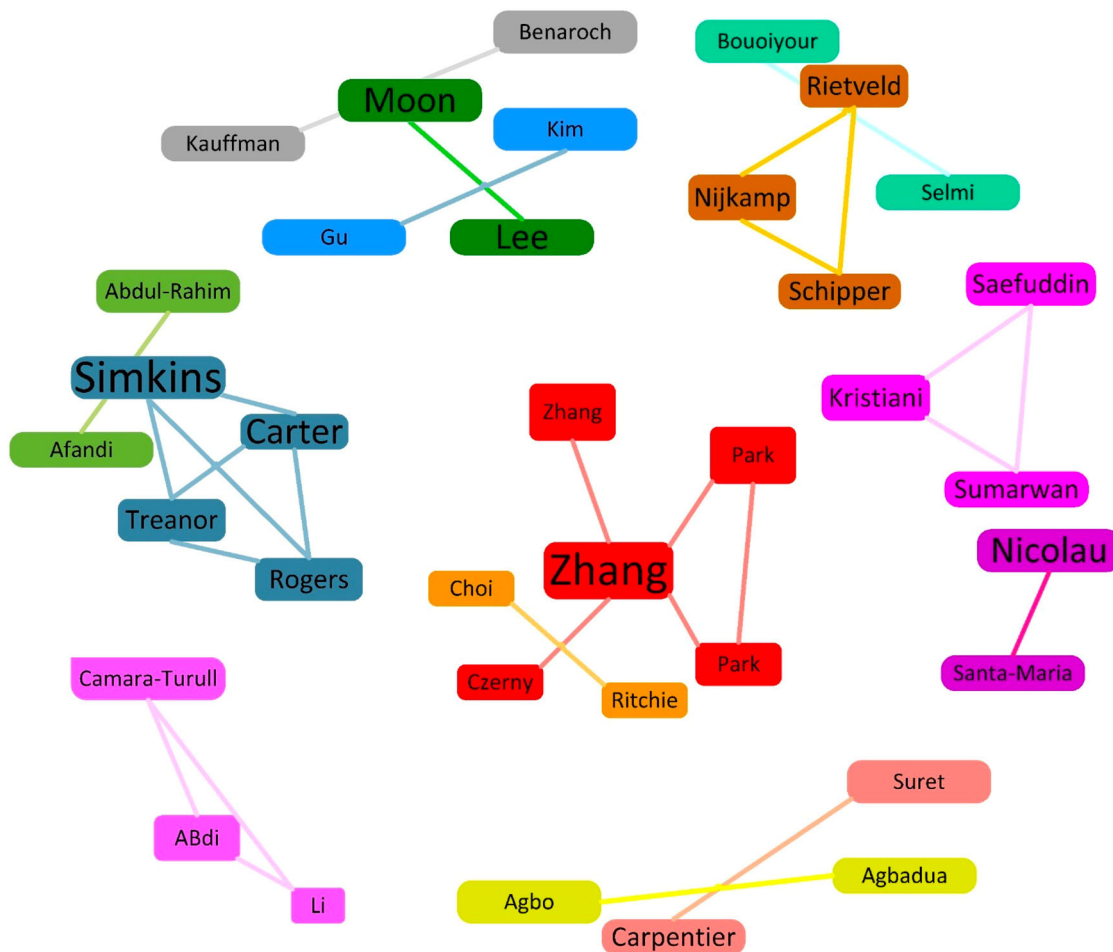 Benaroch
Bouoiyour
Rietveld
Moon
Kim
Kauffman
Nijkamp
Selmi
Gu
Lee
Abdul-Rahim
Schipper
Saefuddin
Simkins
Kristiani
Zhang
Carter
Afandi
Park
Sumarwan
Treanor
Nicolau
Rogers
Zhang
Choi
Park
Santa-Maria
Camara-Turull
Czerny
Ritchie
Suret
ABdi
Agbadua
Li
Agbo
Carpentier